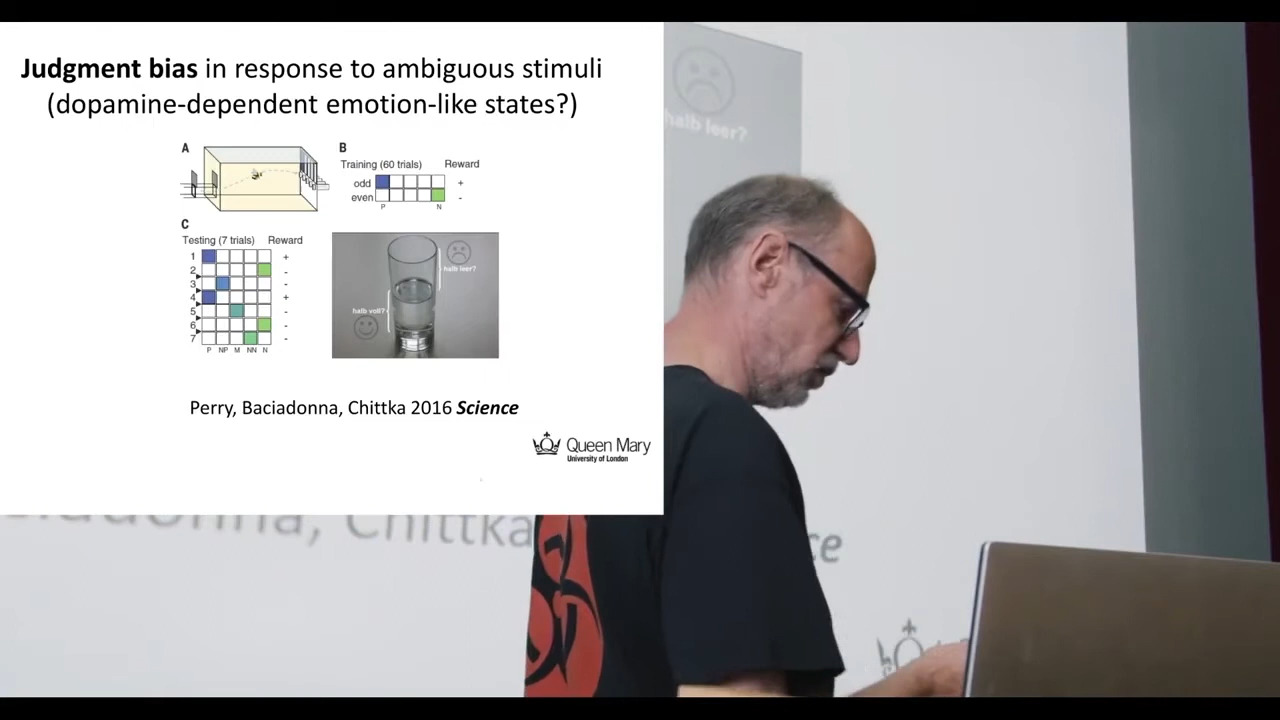 Judgment bias in response to ambiguous stimuli
(dopamine-dependent emotion-like states?)
A
B
Training (60 trials) Reward
odd +
even -
P N
C
Testing (7 trials) Reward
1 +
2 -
3 -
4 +
5 -
6 -
7 -
P NP M NN N
halb leer?
halb voll?
Perry, Baciadonna, Chittka 2016 Science
Queen Mary
University of London
halb leer?
Chittka